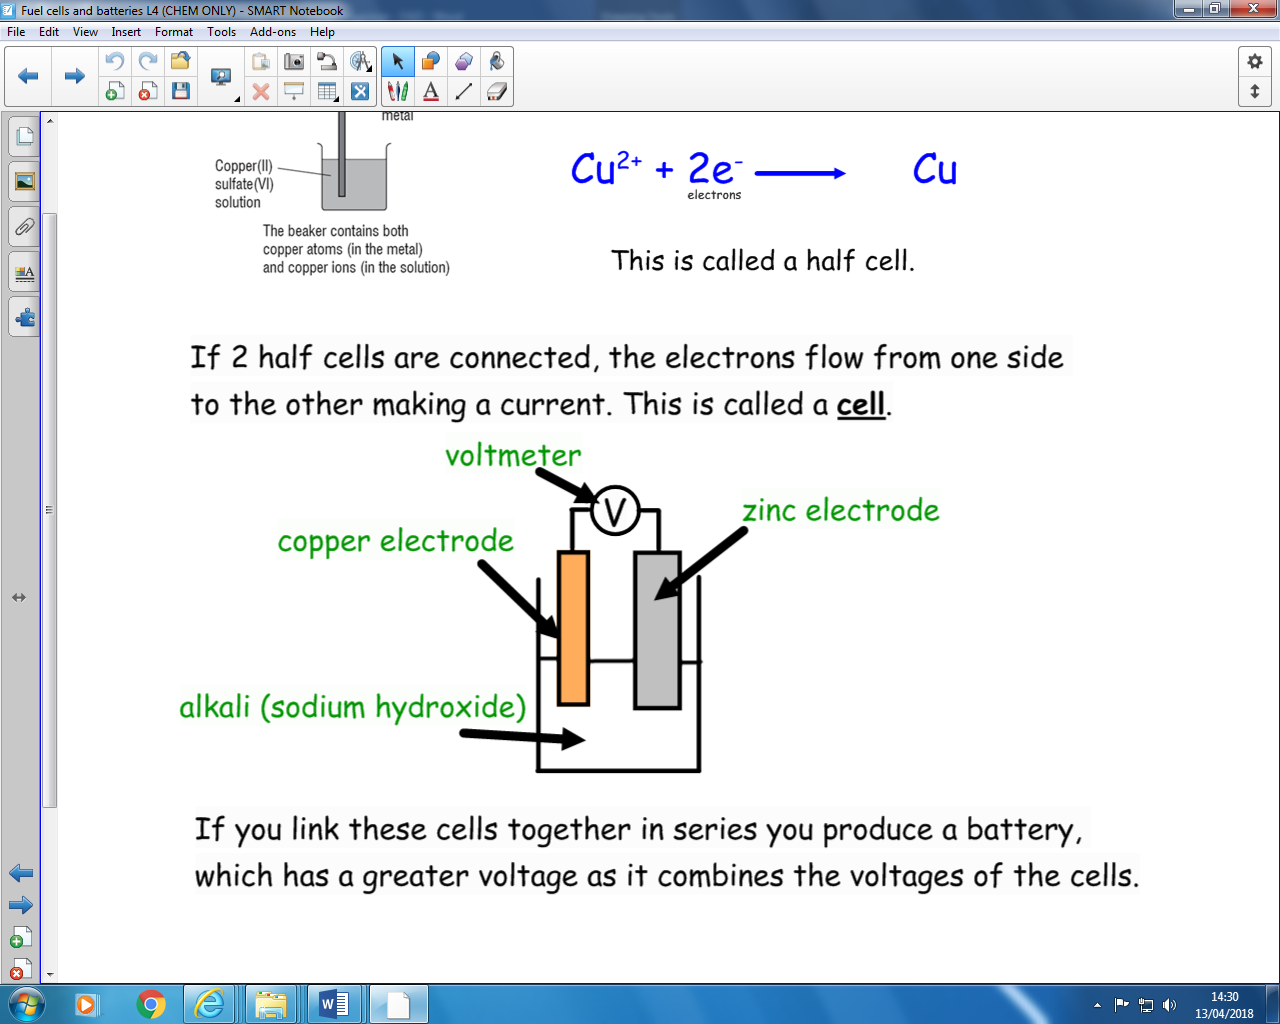 Fuel cells and batteries L4 (CHEM ONLY) - SMART Notebook
File Edit View Insert Format Tools Add-ons Help
metal
Copper(II)
sulfate(VI)
solution
The beaker contains both
copper atoms (in the metal)
and copper ions (in the solution)
Cu²⁺ + 2e⁻ ⟶ Cu
electrons
This is called a half cell.
If 2 half cells are connected, the electrons flow from one side
to the other making a current. This is called a cell.
voltmeter
V
zinc electrode
copper electrode
alkali (sodium hydroxide)
If you link these cells together in series you produce a battery,
which has a greater voltage as it combines the voltages of the cells.
14:30
13/04/2018